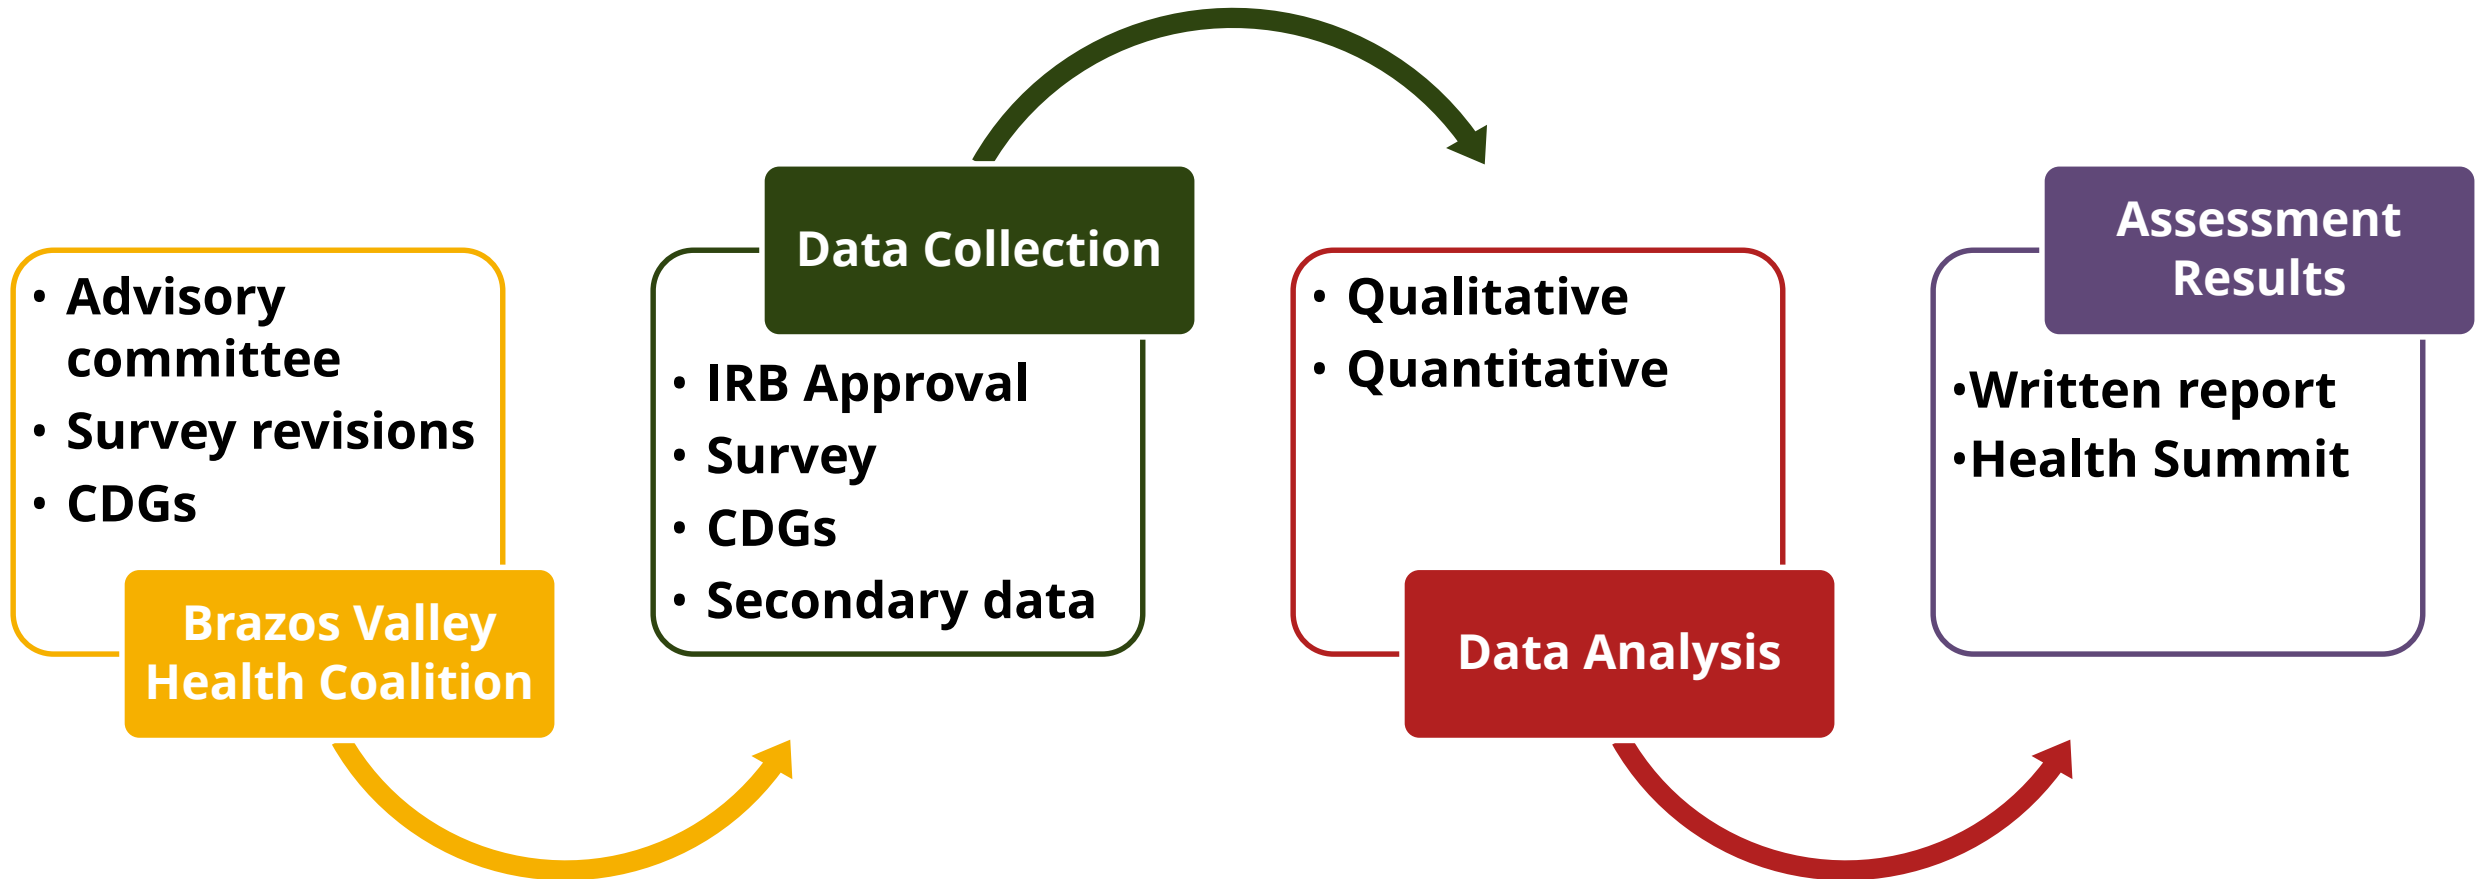 • Advisory
committee
• Survey revisions
• CDGs
Brazos Valley
Health Coalition
Data Collection
• IRB Approval
• Survey
• CDGs
• Secondary data
• Qualitative
• Quantitative
Data Analysis
Assessment
Results
•Written report
•Health Summit